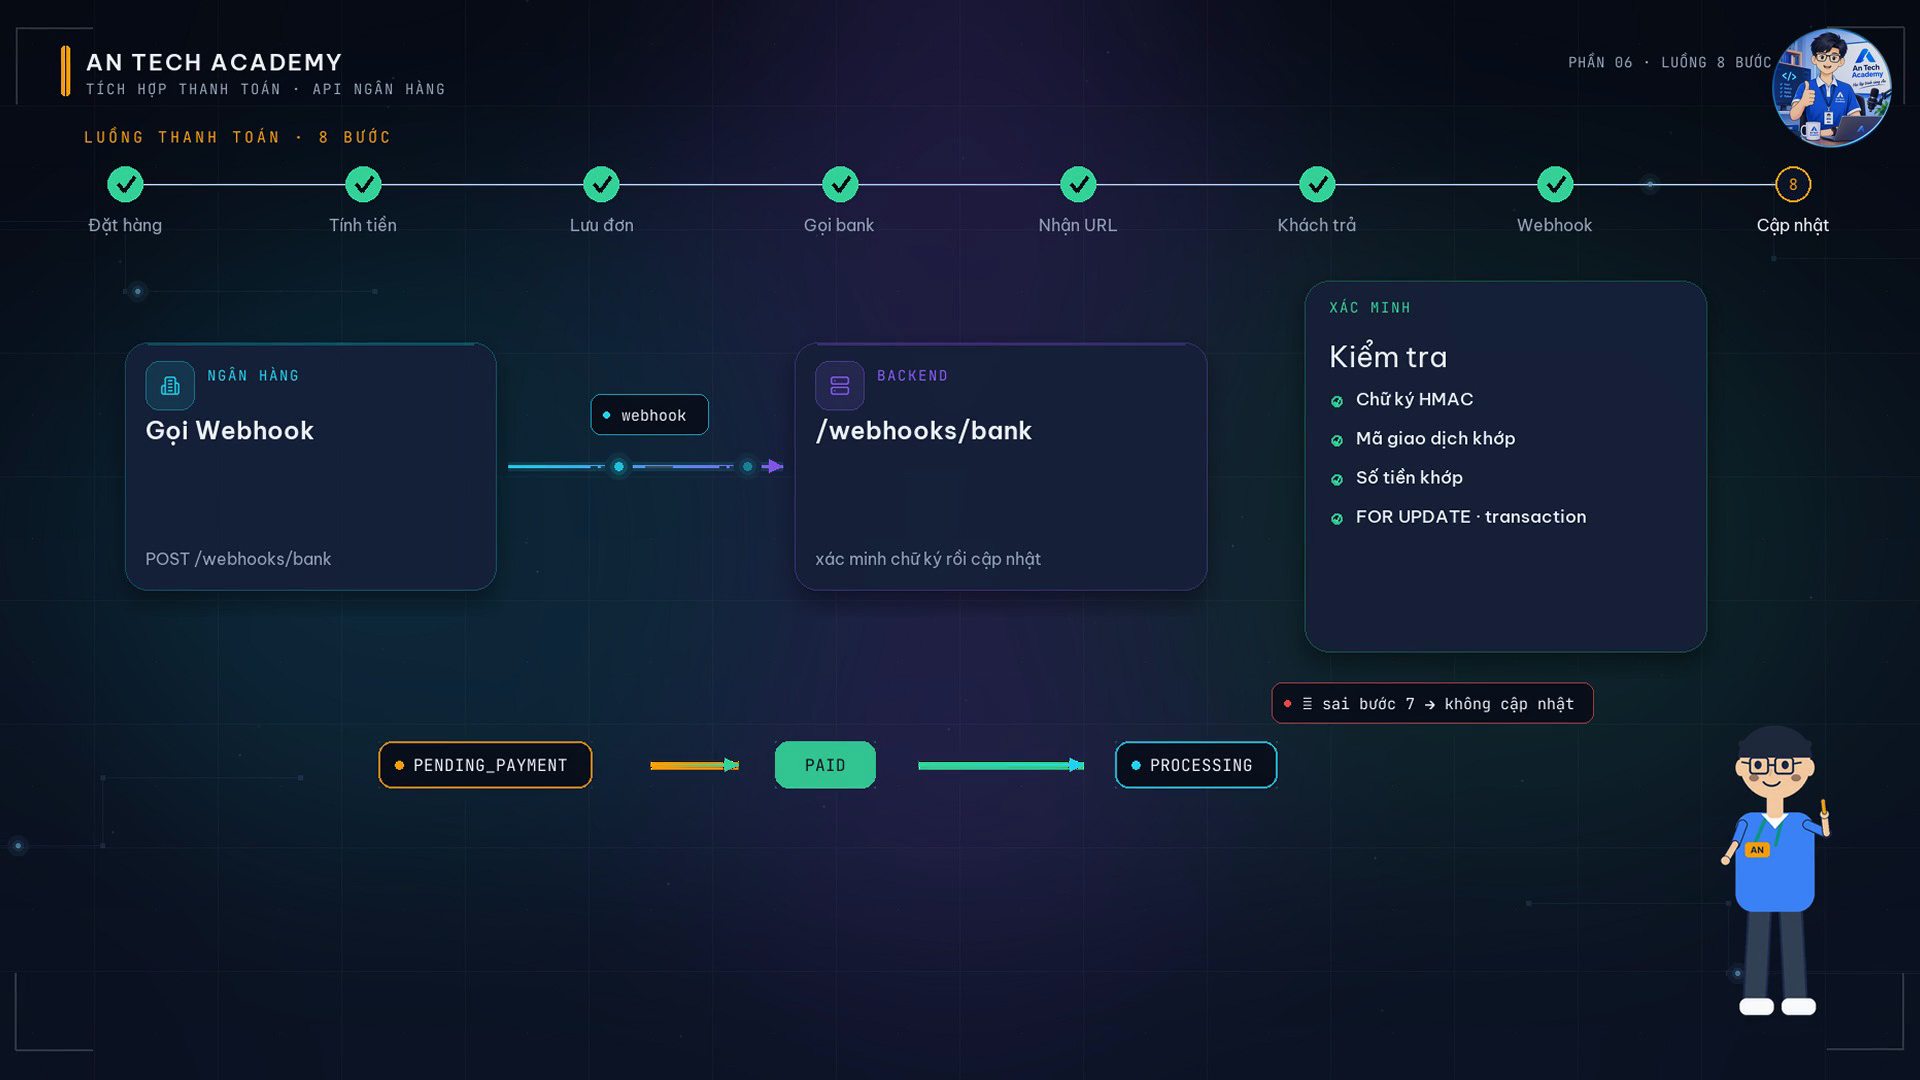 AN TECH ACADEMY
TÍCH HỢP THANH TOÁN · API NGÂN HÀNG
PHẦN 06 · LUỒNG 8 BƯỚC
An Tech
Academy
LUỒNG THANH TOÁN · 8 BƯỚC
8
Đặt hàng
Tính tiền
Lưu đơn
Gọi bank
Nhận URL
Khách trả
Webhook
Cập nhật
NGÂN HÀNG
Gọi Webhook
POST /webhooks/bank
webhook
BACKEND
/webhooks/bank
xác minh chữ ký rồi cập nhật
XÁC MINH
Kiểm tra
Chữ ký HMAC
Mã giao dịch khớp
Số tiền khớp
FOR UPDATE · transaction
sai bước 7 → không cập nhật
PENDING_PAYMENT
PAID
PROCESSING
AN